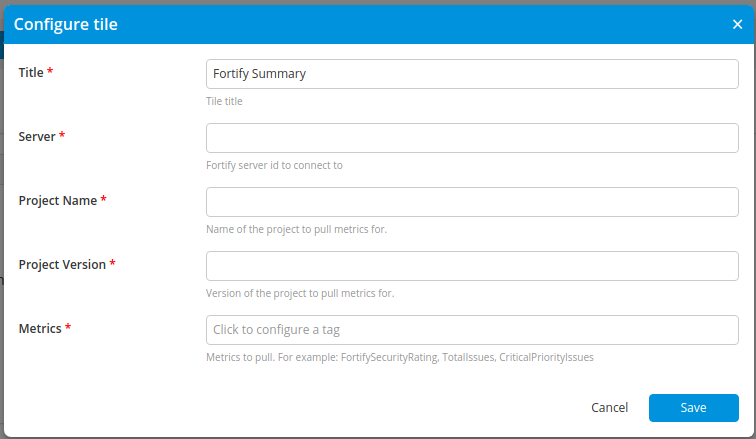 Configure tile ×
Title *
Fortify Summary
Tile title
Server *
Fortify server id to connect to
Project Name *
Name of the project to pull metrics for.
Project Version *
Version of the project to pull metrics for.
Metrics *
Click to configure a tag
Metrics to pull. For example: FortifySecurityRating, TotalIssues, CriticalPriorityIssues
Cancel Save